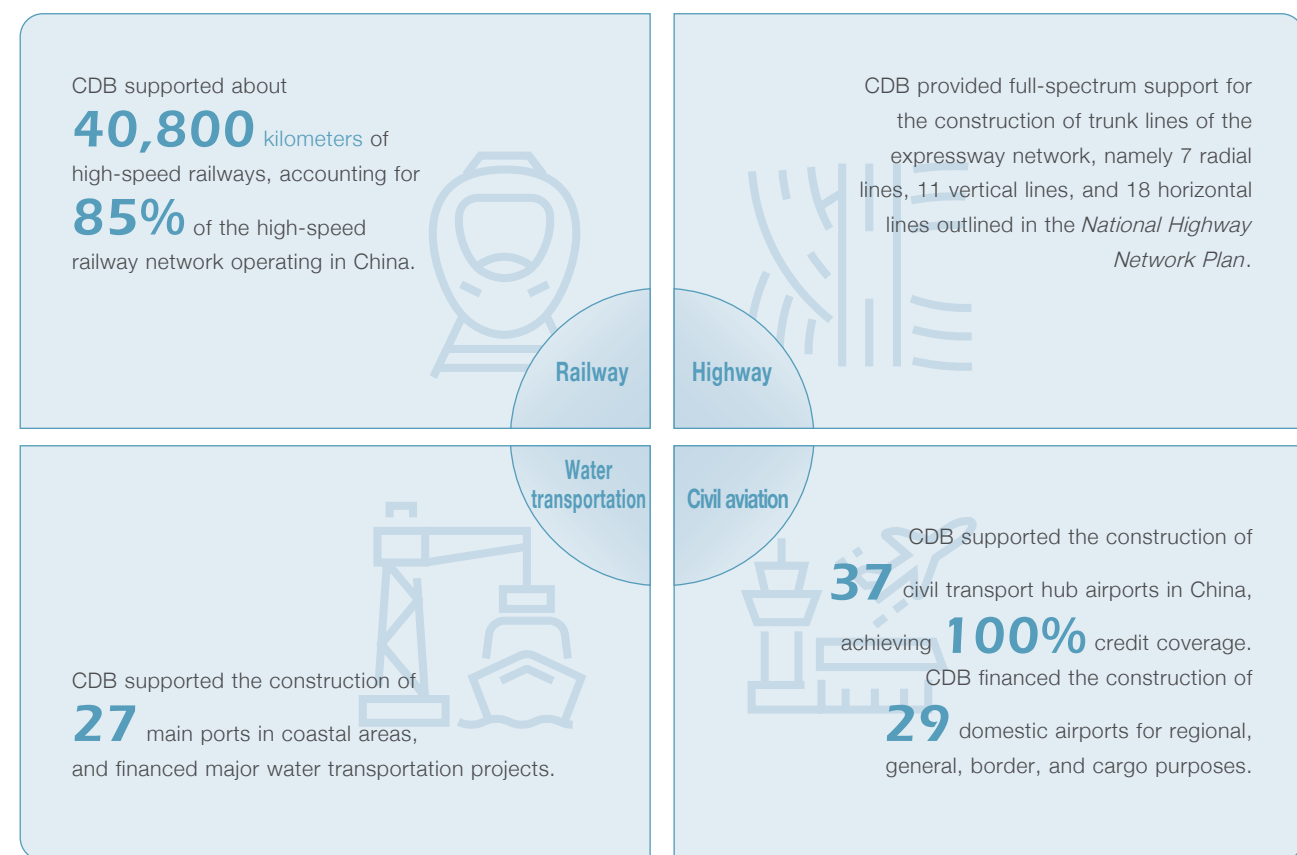 CDB supported about
40,800 kilometers of
high-speed railways, accounting for
85% of the high-speed
railway network operating in China.
Railway
CDB provided full-spectrum support for
the construction of trunk lines of the
expressway network, namely 7 radial
lines, 11 vertical lines, and 18 horizontal
lines outlined in the National Highway
Network Plan.
Highway
Water
transportation
CDB supported the construction of
27 main ports in coastal areas,
and financed major water transportation projects.
Civil aviation
CDB supported the construction of
37 civil transport hub airports in China,
achieving 100% credit coverage.
CDB financed the construction of
29 domestic airports for regional,
general, border, and cargo purposes.